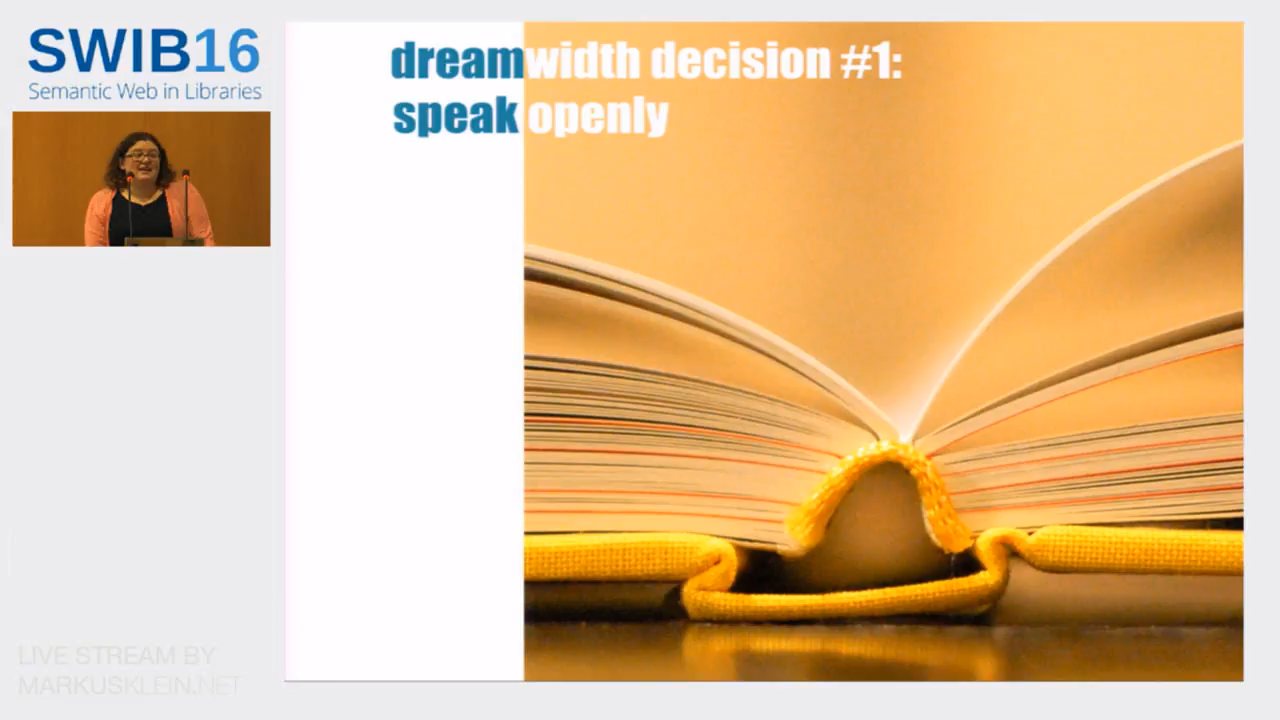 SWIB16
Semantic Web in Libraries
dreamwidth decision #1:
speak openly
LIVE STREAM BY
MARKUSKLEIN.NET